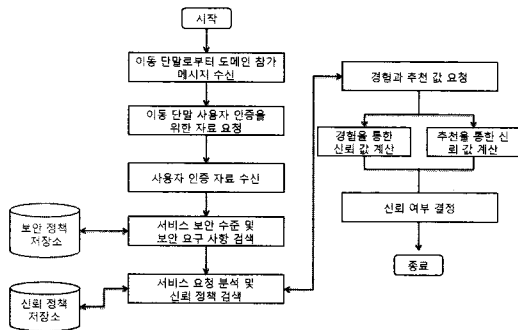 시작
이동 단말로부터 도메인 참가
메시지 수신
이동 단말 사용자 인증을
위한 자료 요청
사용자 인증 자료 수신
보안 정책
저장소
서비스 보안 수준 및
보안 요구 사항 검색
신뢰 정책
저장소
서비스 요청 분석 및
신뢰 정책 검색
경험과 추천 값 요청
경험을 통한
신뢰 값 계산
추천을 통한 신
뢰 값 계산
신뢰 여부 결정
종료